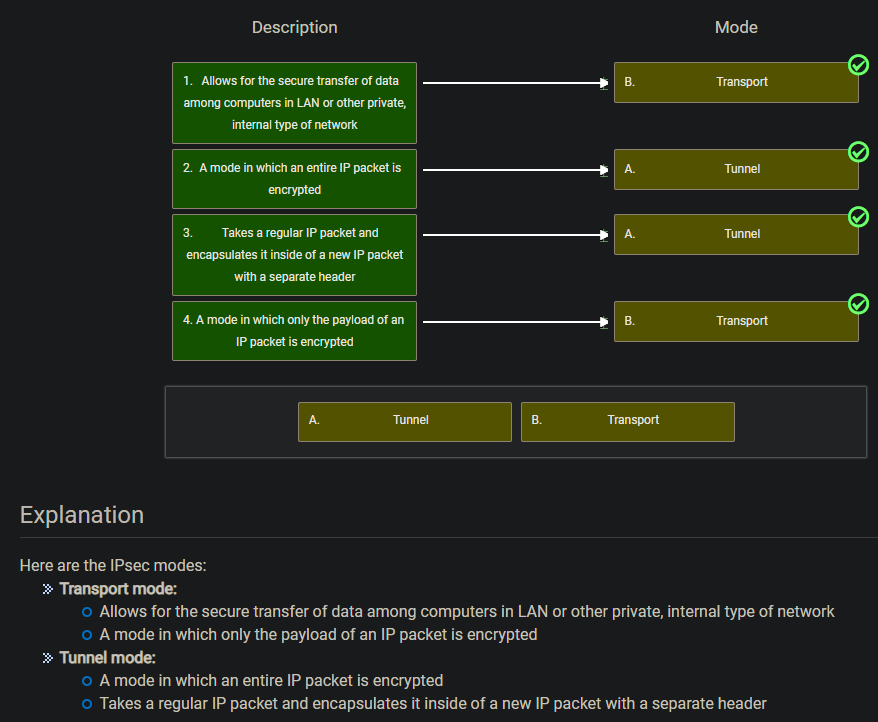 Description Mode
1. Allows for the secure transfer of data
among computers in LAN or other private,
internal type of network
B. Transport
2. A mode in which an entire IP packet is
encrypted
A. Tunnel
3. Takes a regular IP packet and
encapsulates it inside of a new IP packet
with a separate header
A. Tunnel
4. A mode in which only the payload of an
IP packet is encrypted
B. Transport
A. Tunnel B. Transport
Explanation
Here are the IPsec modes:
Transport mode:
Allows for the secure transfer of data among computers in LAN or other private, internal type of network
A mode in which only the payload of an IP packet is encrypted
Tunnel mode:
A mode in which an entire IP packet is encrypted
Takes a regular IP packet and encapsulates it inside of a new IP packet with a separate header